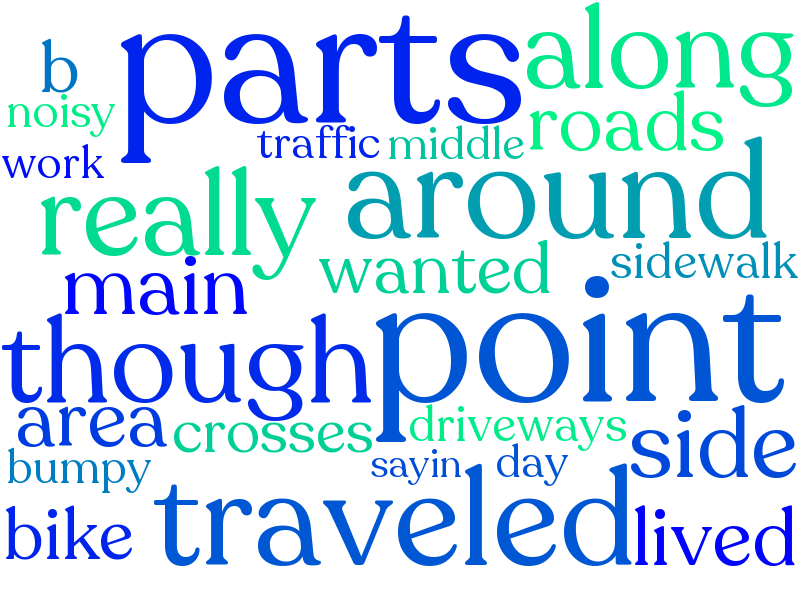 b parts along
noisy traffic middle roads
work
really around
main wanted sidewalk
though point
area crosses driveways side
bumpy sayin day
bike traveled lived